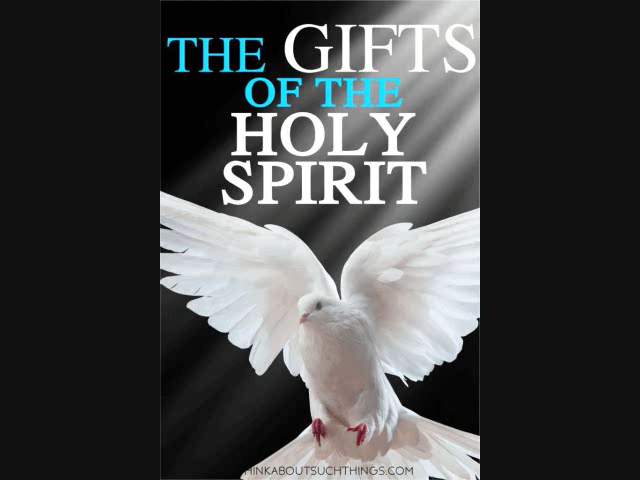 THE GIFTS
OF THE
HOLY
SPIRIT
HINKABOUTSUCHTHINGS.COM